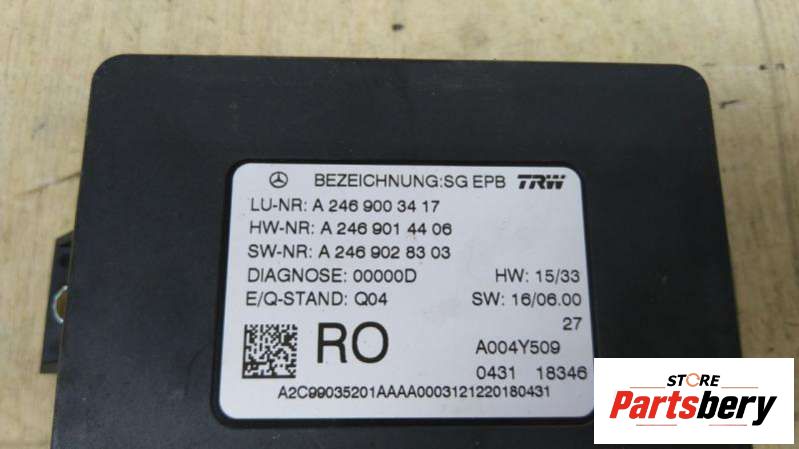 BEZEICHNUNG:SG EPB TRW
LU-NR: A 246 900 34 17
HW-NR: A 246 901 44 06
SW-NR: A 246 902 83 03
DIAGNOSE: 00000D HW: 15/33
E/Q-STAND: Q04 SW: 16/06.00
27
RO A004Y509
0431 18346
A2C99035201AAAA0003121220180431
STORE
Partsbery